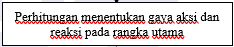 Perhitungan menentukan gaya aksi dan
reaksi pada rangka utama